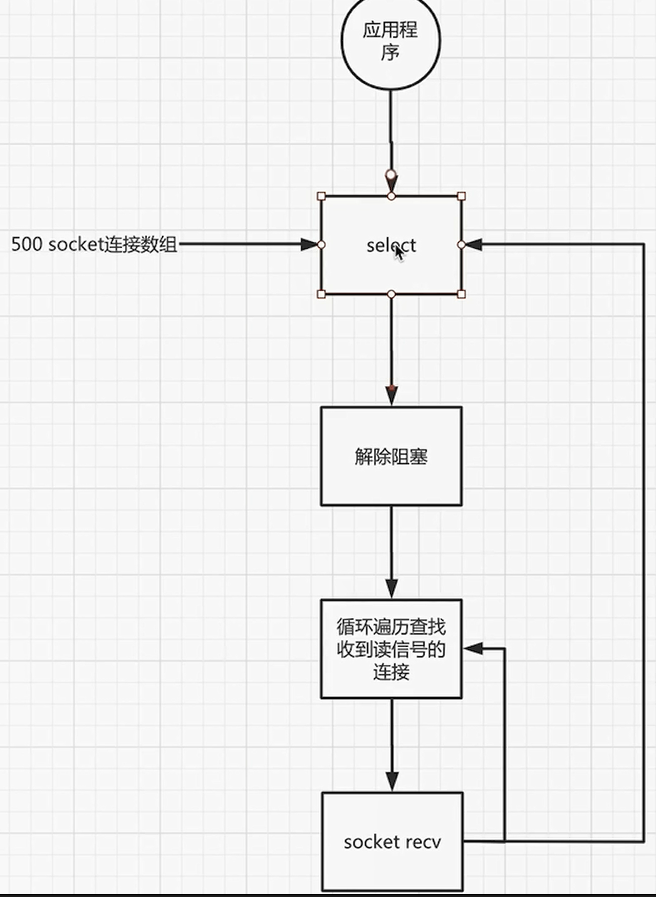 应用程
序
500 socket连接数组
select
解除阻塞
循环遍历查找
收到读信号的
连接
socket recv